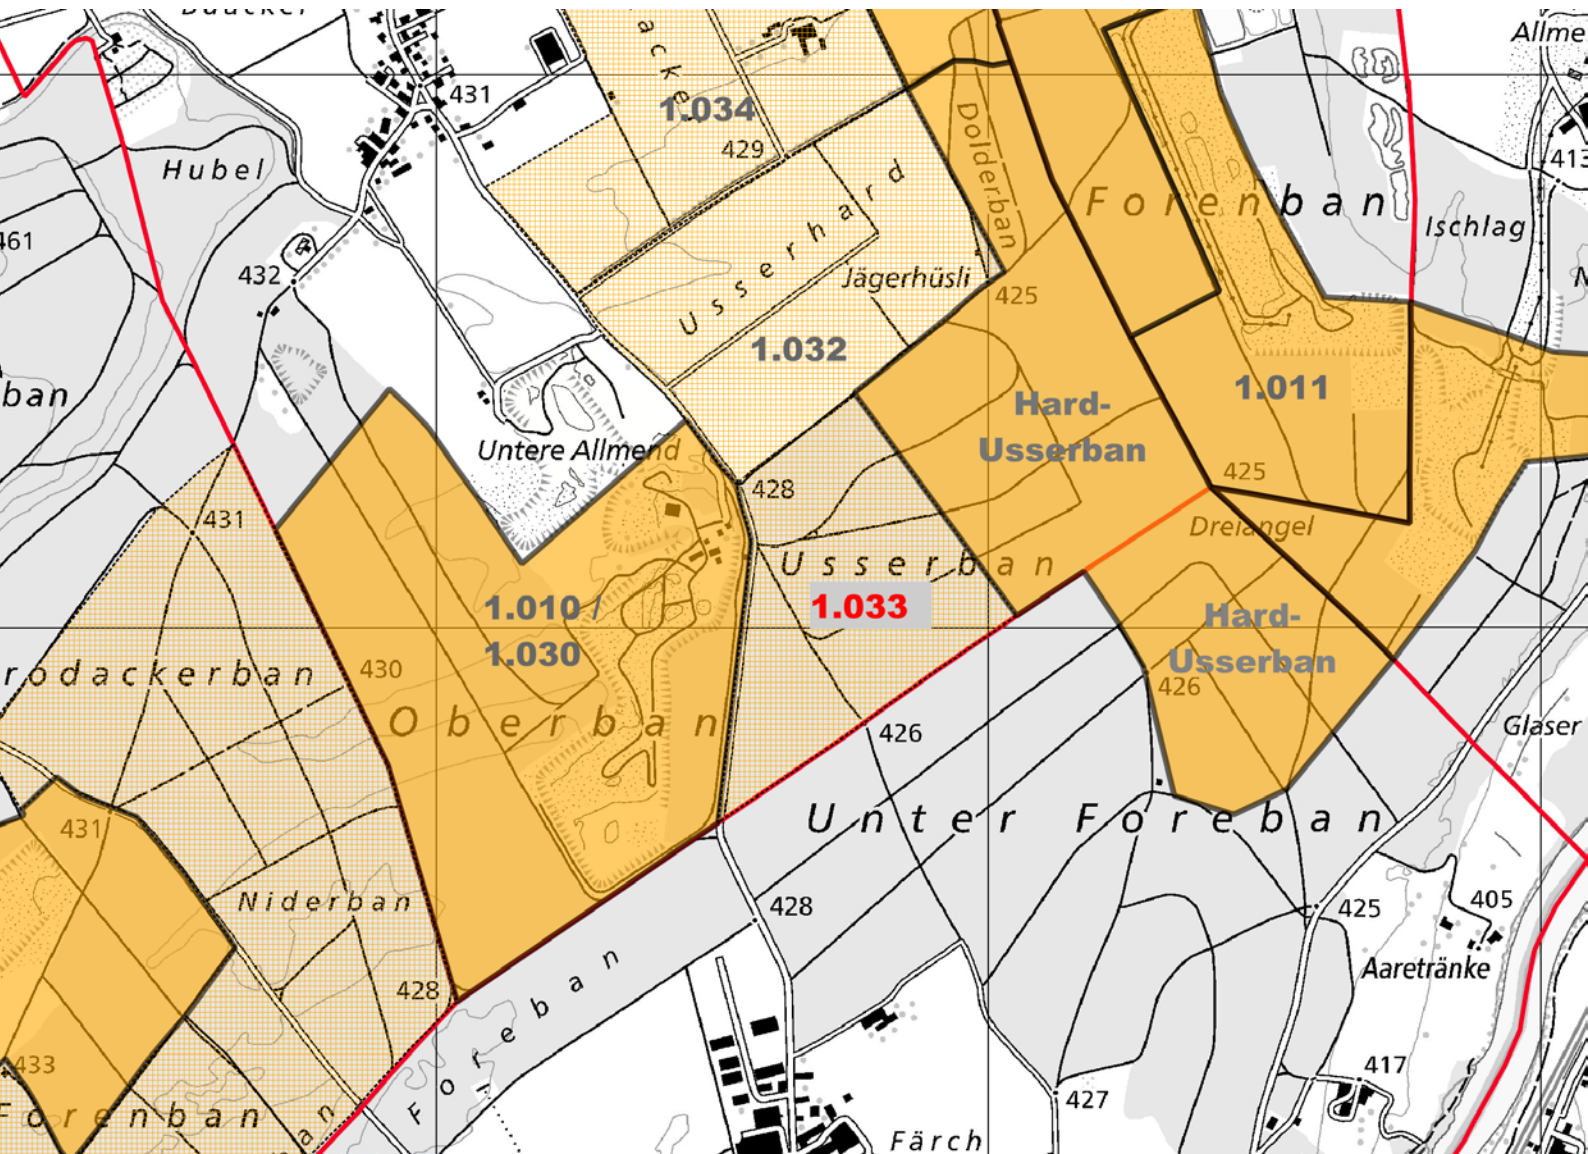 Allme
431
1.034
429
413
Hubel
Dolderban
Forenban
Ischlag
461
Usserhard
432
Jägerhüsli
425
N
1.032
1.011
ban
Hard-
Usserban
Untere Allmend
425
428
431
Dreiangel
Usserban
1.010 /
1.033
Hard-
1.030
Usserban
rodackerban
430
426
Oberban
426
Glaser
431
Unter Foreban
Niderban
428
425
405
Aaretränke
428
Foreban
433
417
Forenban
427
an
Färch